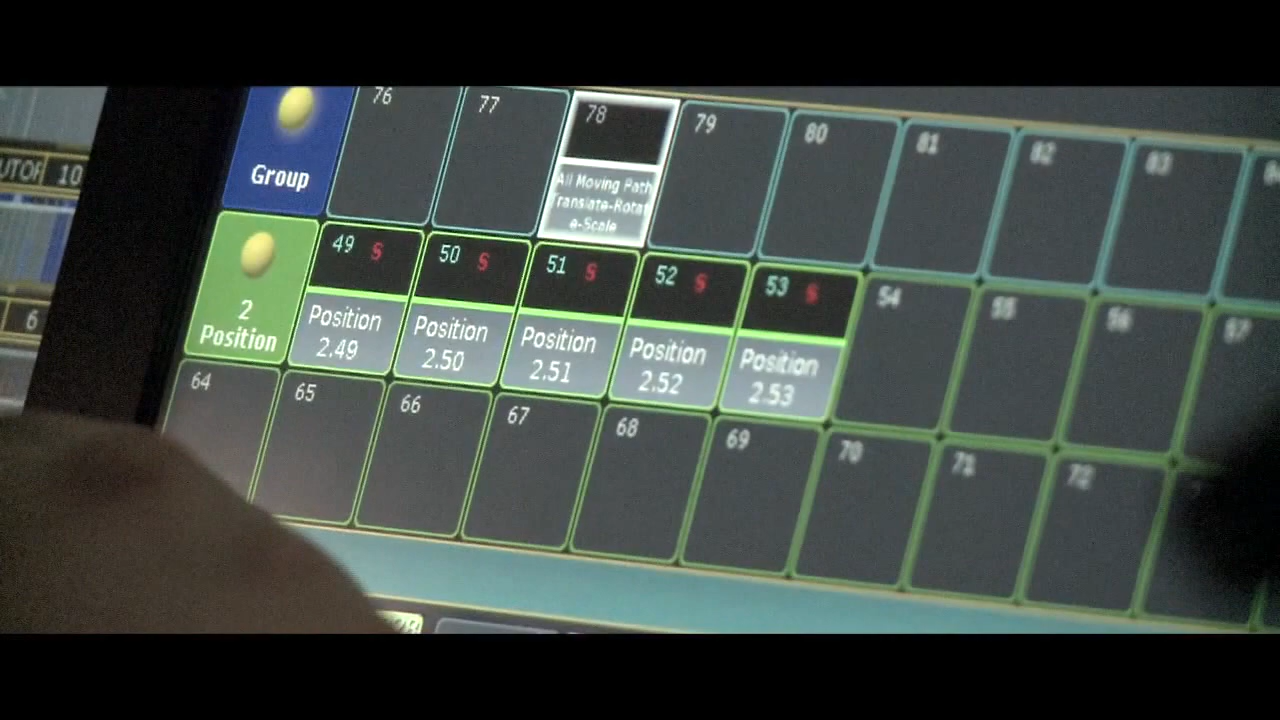 76 77 78 79 80 81 82 83
Group
All Moving Path
Translate-Rotat
e-Scale
UTOF 10
49 S 50 S 51 S 52 S 53 S 54 55 56 57
2
Position
Position Position Position Position Position
2.49 2.50 2.51 2.52 2.53
6
64 65 66 67 68 69 70 71 72